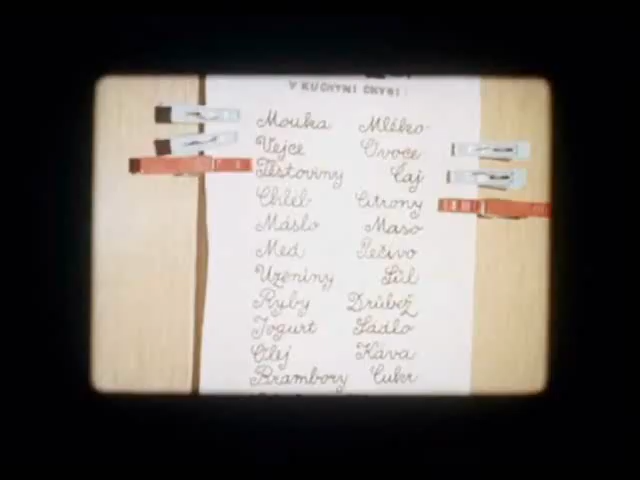 V KUCHYNI CHYBÍ:
Mouka Mléko
Vejce Ovoce
Těstoviny Čaj
Chléb Citrony
Máslo Maso
Med Pečivo
Uzeniny Sůl
Ryby Drůbež
Jogurt Sádlo
Olej Káva
Brambory Cukr